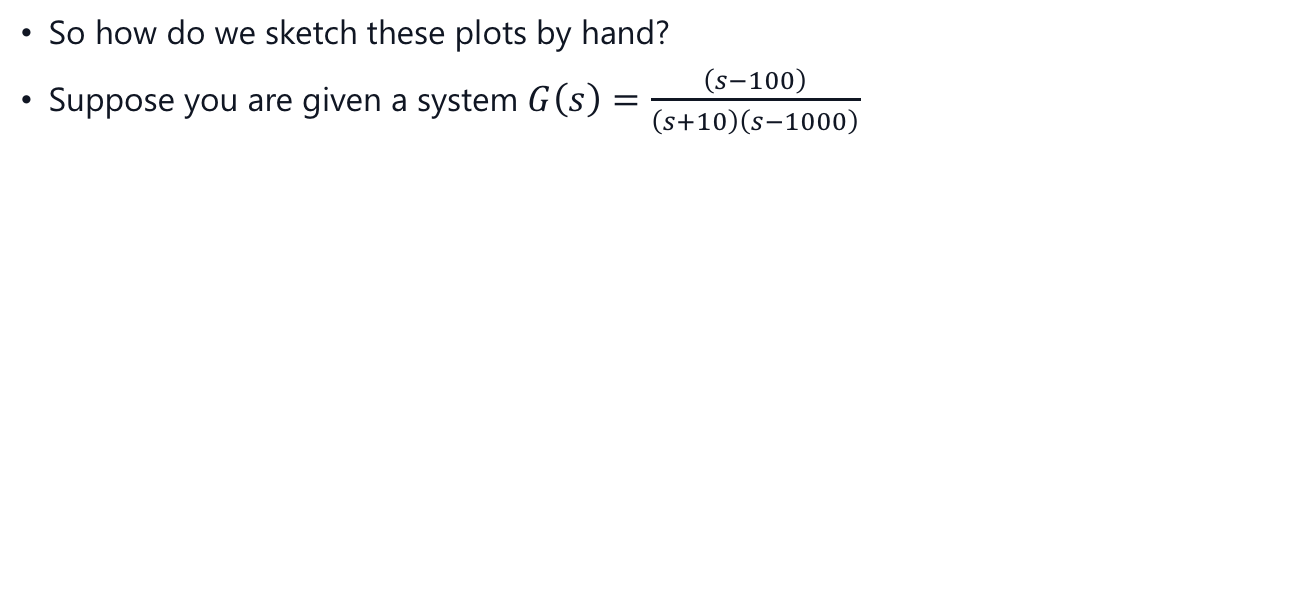 • So how do we sketch these plots by hand?
• Suppose you are given a system G(s) = (s−100) / (s+10)(s−1000)